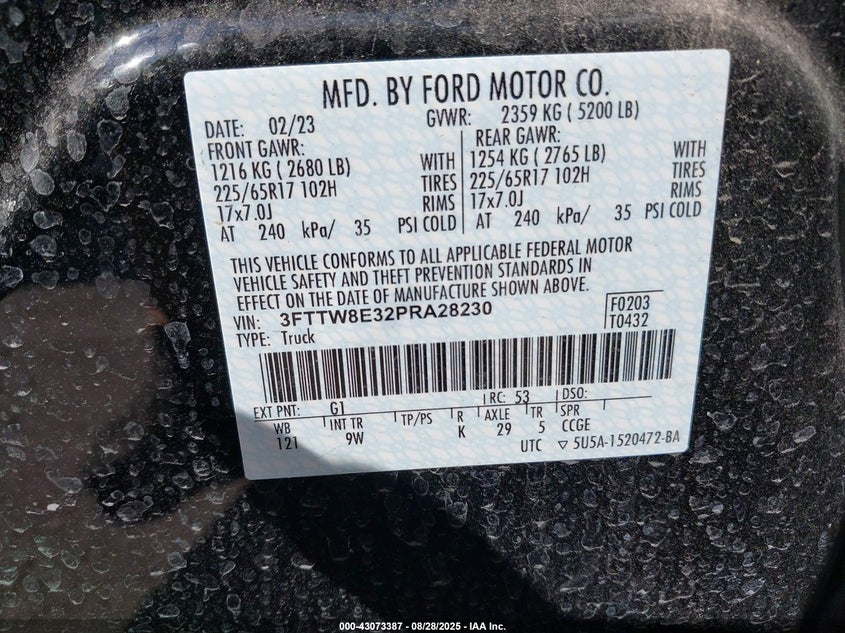 MFD. BY FORD MOTOR CO.
DATE: 02/23 GVWR: 2359 KG ( 5200 LB)
FRONT GAWR: REAR GAWR:
1216 KG ( 2680 LB) WITH 1254 KG ( 2765 LB) WITH
225/65R17 102H TIRES 225/65R17 102H TIRES
17x7.0J RIMS 17x7.0J RIMS
AT 240 kPa/ 35 PSI COLD AT 240 kPa/ 35 PSI COLD
THIS VEHICLE CONFORMS TO ALL APPLICABLE FEDERAL MOTOR
VEHICLE SAFETY AND THEFT PREVENTION STANDARDS IN
EFFECT ON THE DATE OF MANUFACTURE SHOWN ABOVE.
VIN: 3FTTW8E32PRA28230 F0203
TYPE: Truck T0432
EXT PNT: G1 RC: 53 DSO:
WB INT TR TP/PS R AXLE TR SPR
121 9W K 29 5 CCGE
UTC ▽ 5U5A-1520472-BA
000-43073387 - 08/28/2025 - IAA Inc.